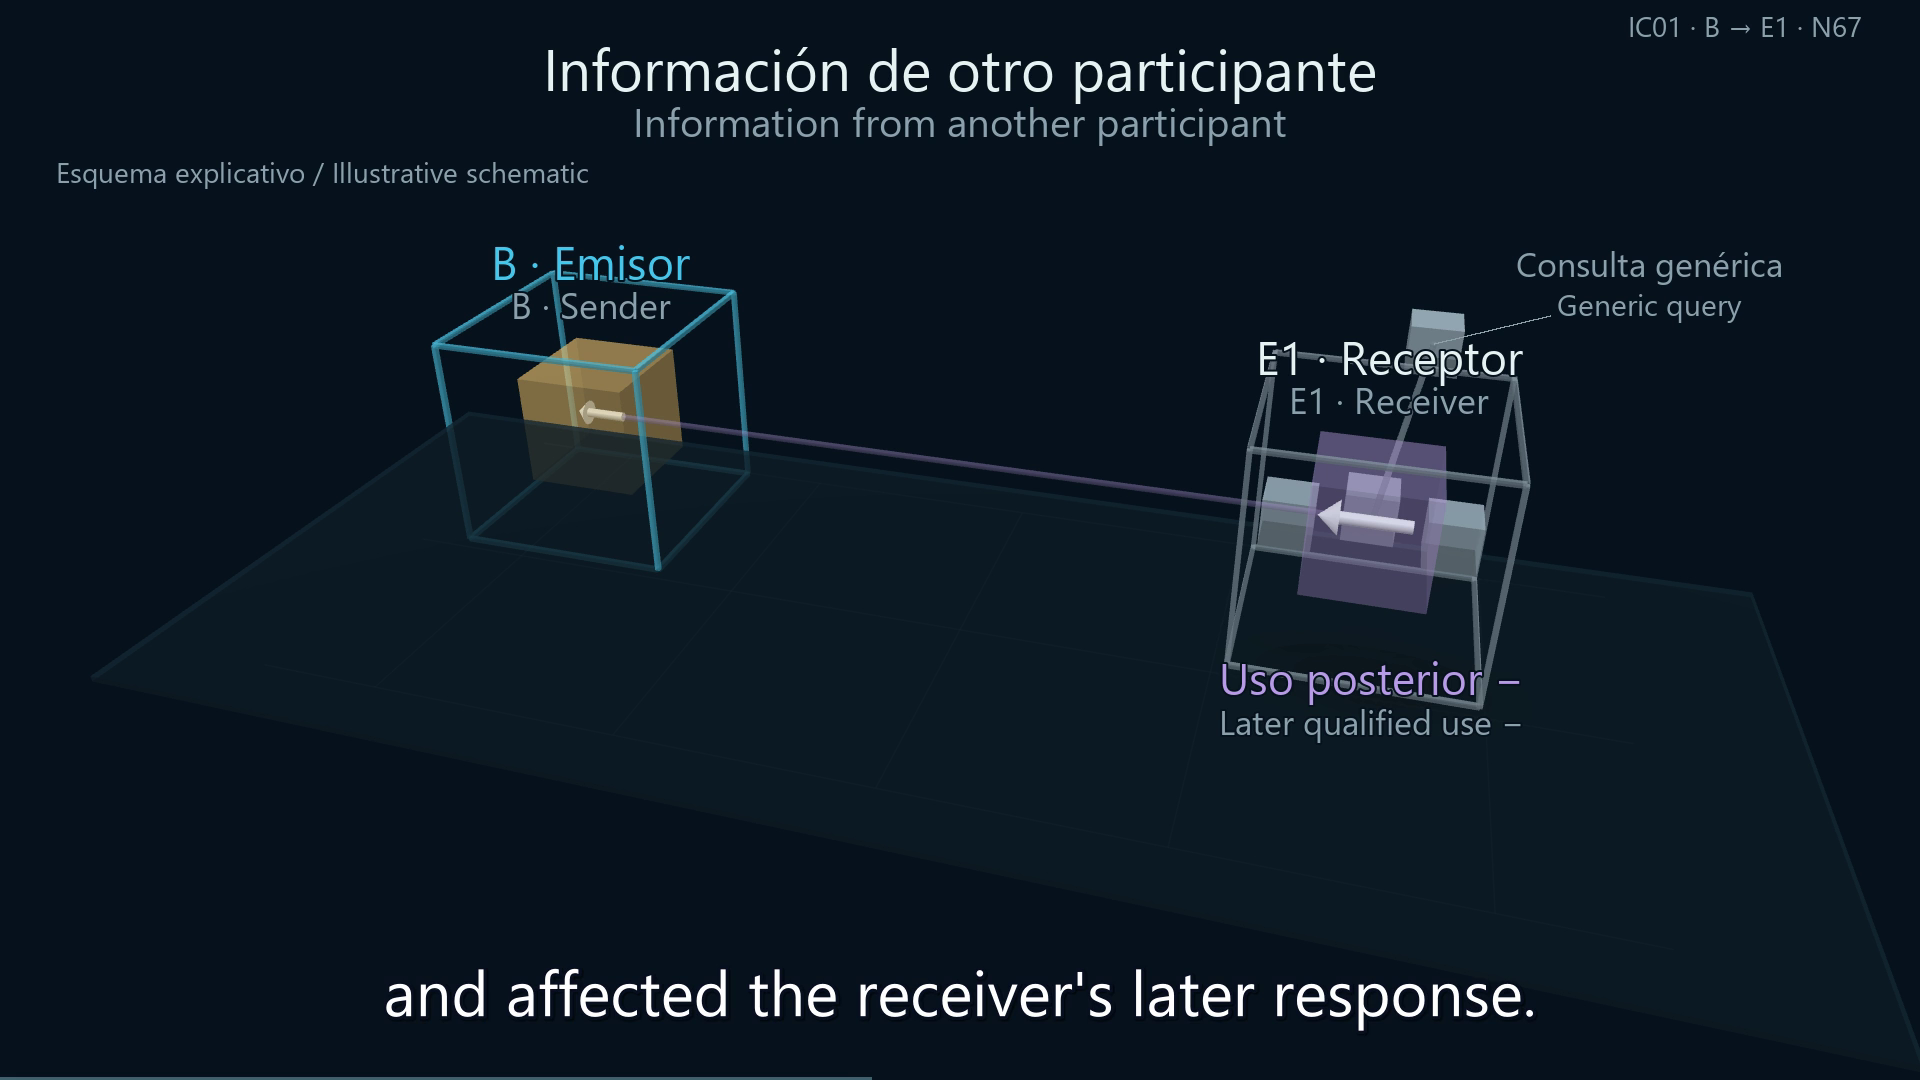 IC01 · B → E1 · N67
Información de otro participante
Information from another participant
Esquema explicativo / Illustrative schematic
B · Emisor
B · Sender
Consulta genérica
Generic query
E1 · Receptor
E1 · Receiver
Uso posterior −
Later qualified use −
and affected the receiver's later response.